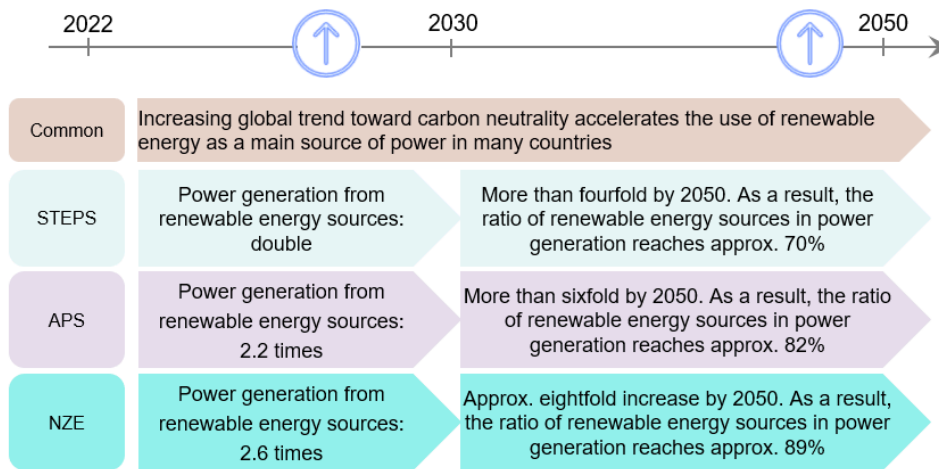 2022
2030
2050
Common
Increasing global trend toward carbon neutrality accelerates the use of renewable
energy as a main source of power in many countries
STEPS
Power generation from
renewable energy sources:
double
More than fourfold by 2050. As a result, the
ratio of renewable energy sources in power
generation reaches approx. 70%
APS
Power generation from
renewable energy sources:
2.2 times
More than sixfold by 2050. As a result, the ratio
of renewable energy sources in power
generation reaches approx. 82%
NZE
Power generation from
renewable energy sources:
2.6 times
Approx. eightfold increase by 2050. As a result,
the ratio of renewable energy sources in power
generation reaches approx. 89%